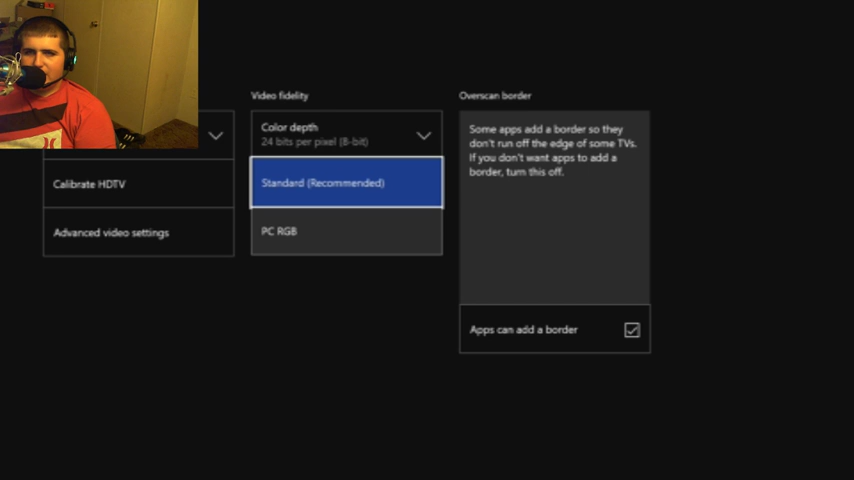 Video fidelity
Overscan border
Color depth
24 bits per pixel (8-bit)
Some apps add a border so they
don't run off the edge of some TVs.
If you don't want apps to add a
border, turn this off.
Calibrate HDTV
Standard (Recommended)
Advanced video settings
PC RGB
Apps can add a border